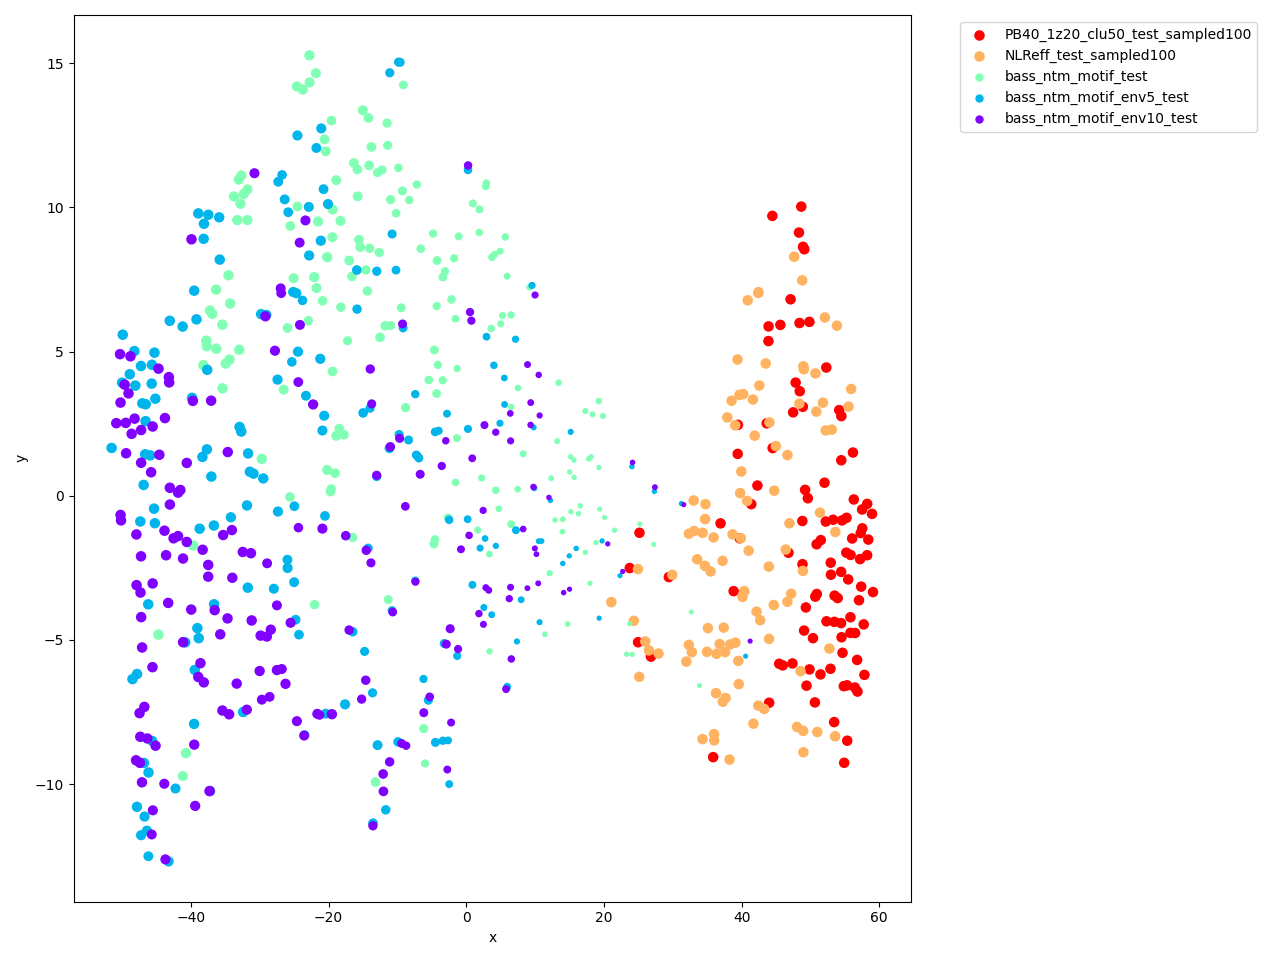 PB40_1z20_clu50_test_sampled100
NLReff_test_sampled100
bass_ntm_motif_test
bass_ntm_motif_env5_test
bass_ntm_motif_env10_test
15
10
5
0
−5
−10
y
−40
−20
0
20
40
60
x